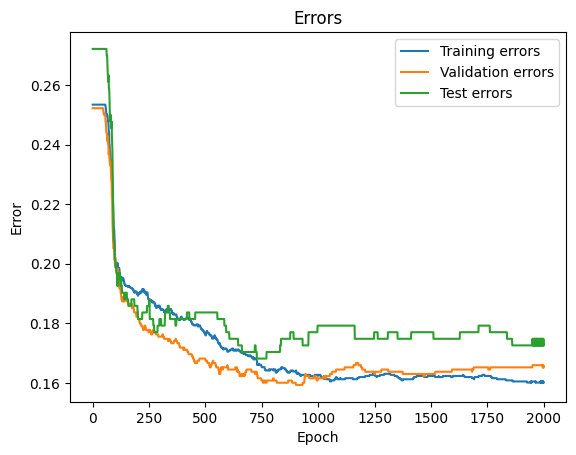 Errors
Training errors
Validation errors
Test errors
0.26
0.24
0.22
0.20
0.18
0.16
Error
0
250
500
750
1000
1250
1500
1750
2000
Epoch